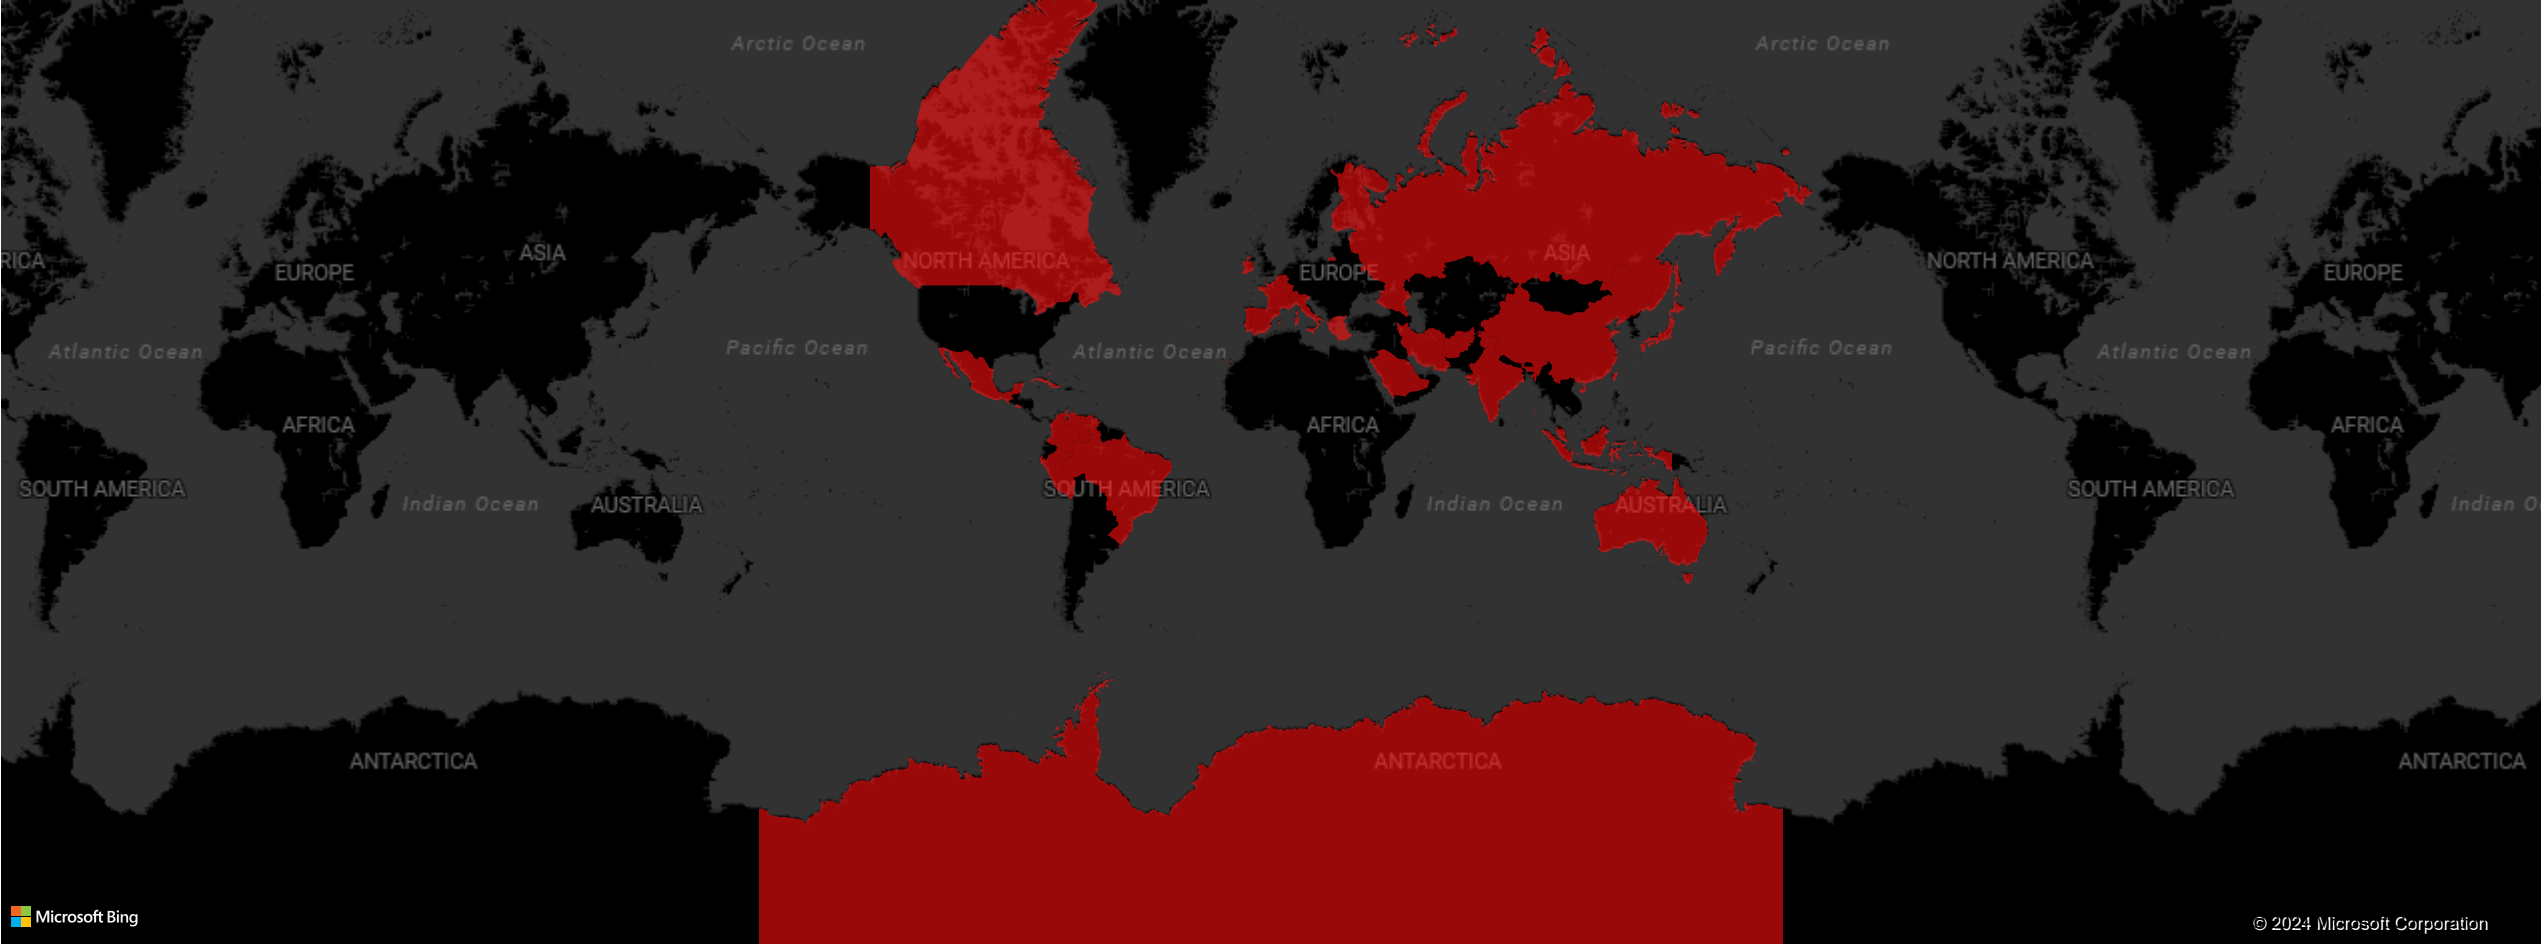 Arctic Ocean
Arctic Ocean
RICA
EUROPE
ASIA
NORTH AMERICA
EUROPE
ASIA
NORTH AMERICA
EUROPE
Atlantic Ocean
Pacific Ocean
Atlantic Ocean
Pacific Ocean
Atlantic Ocean
AFRICA
AFRICA
AFRICA
SOUTH AMERICA
Indian Ocean
AUSTRALIA
SOUTH AMERICA
Indian Ocean
AUSTRALIA
SOUTH AMERICA
Indian O
ANTARCTICA
ANTARCTICA
ANTARCTICA
Microsoft Bing
© 2024 Microsoft Corporation